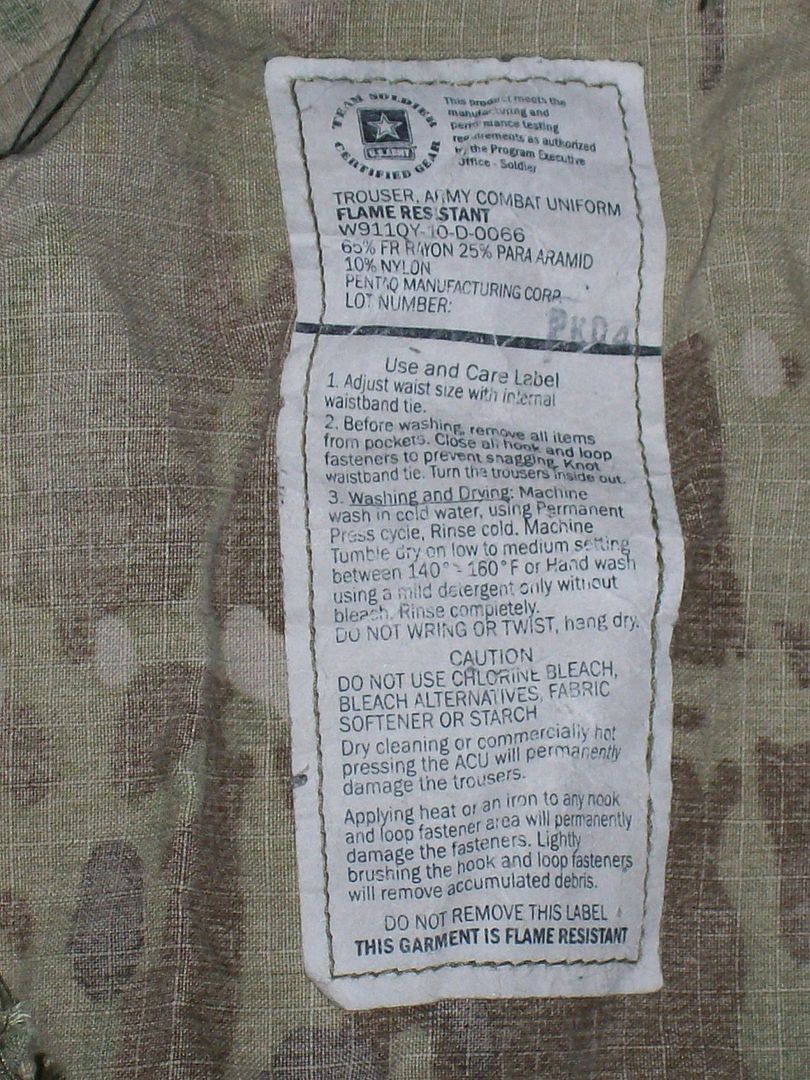 TEAM SOLDIER
CERTIFIED GEAR
U.S. ARMY
This product meets the
manufacturing and
performance testing
requirements as authorized
by the Program Executive
Office - Soldier
TROUSER, ARMY COMBAT UNIFORM
FLAME RESISTANT
W911QY-10-D-0066
65% FR RAYON 25% PARA ARAMID
10% NYLON
PENTAQ MANUFACTURING CORP.
LOT NUMBER:
PK04
Use and Care Label
1. Adjust waist size with internal
waistband tie.
2. Before washing, remove all items
from pockets. Close all hook and loop
fasteners to prevent snagging, Knot
waistband tie. Turn the trousers inside out.
3. Washing and Drying: Machine
wash in cold water, using Permanent
Press cycle, Rinse cold. Machine
Tumble dry on low to medium setting
between 140° - 160°F or Hand wash
using a mild detergent only without
bleach. Rinse completely.
DO NOT WRING OR TWIST, hang dry.
CAUTION
DO NOT USE CHLORINE BLEACH,
BLEACH ALTERNATIVES, FABRIC
SOFTENER OR STARCH
Dry cleaning or commercially hot
pressing the ACU will permanently
damage the trousers.
Applying heat or an iron to any hook
and loop fastener area will permanently
damage the fasteners. Lightly
brushing the hook and loop fasteners
will remove accumulated debris.
DO NOT REMOVE THIS LABEL
THIS GARMENT IS FLAME RESISTANT